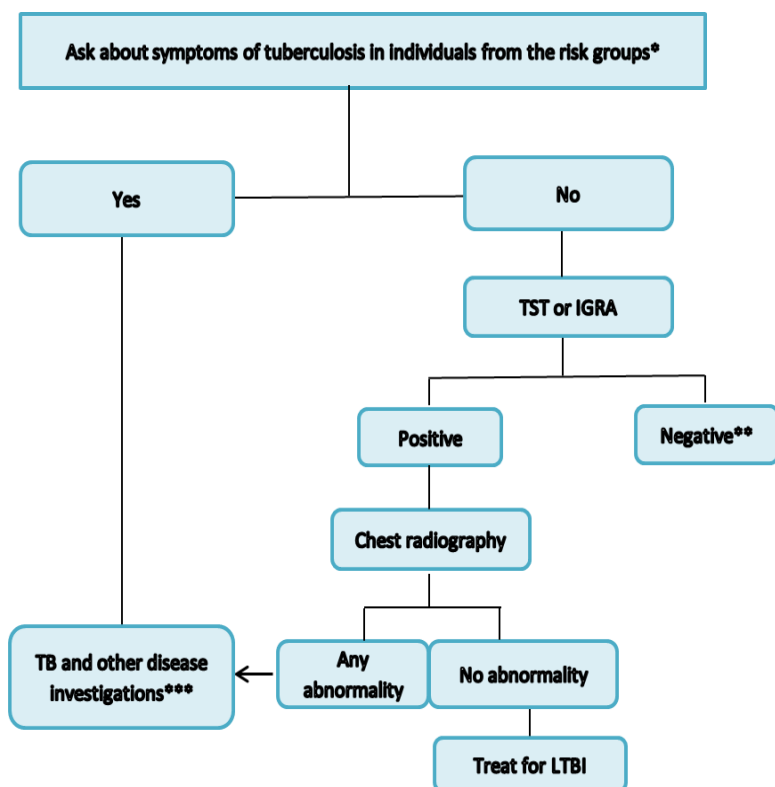 Ask about symptoms of tuberculosis in individuals from the risk groups*
Yes
No
TST or IGRA
Positive
Negative**
Chest radiography
TB and other disease
investigations***
Any
abnormality
No abnormality
Treat for LTBI